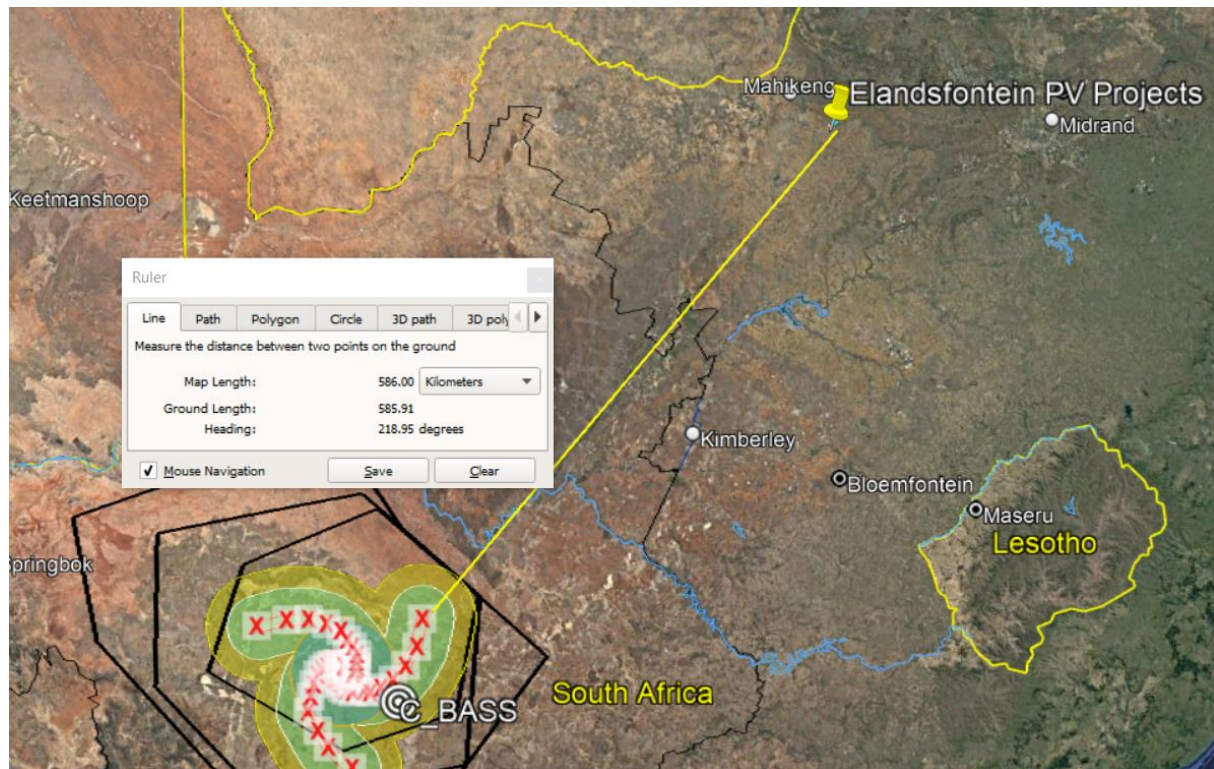 Mahikeng
Elandsfontein PV Projects
Midrand
Keetmanshoop
Ruler
Line Path Polygon Circle 3D path 3D poly
Measure the distance between two points on the ground
Map Length: 586.00 Kilometers
Ground Length: 585.91
Heading: 218.95 degrees
Mouse Navigation Save Clear
Kimberley
Bloemfontein
Maseru
Lesotho
pringbok
X X X X X
South Africa
C_BASS